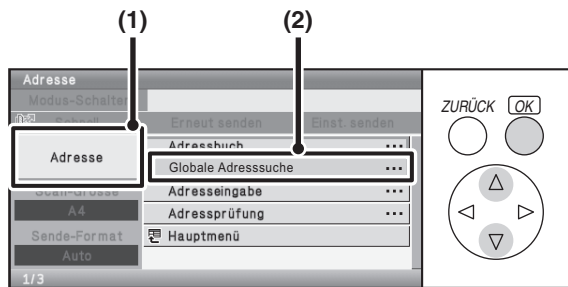 (1) (2)
Adresse
Modus-Schalten
Schnell Erneut senden Einst. senden
Adressbuch ...
Adresse
Globale Adresssuche ...
Scan-Grösse
Adresseingabe ...
A4
Adressprüfung ...
Sende-Format
Hauptmenü
Auto
1/3
ZURÜCK OK